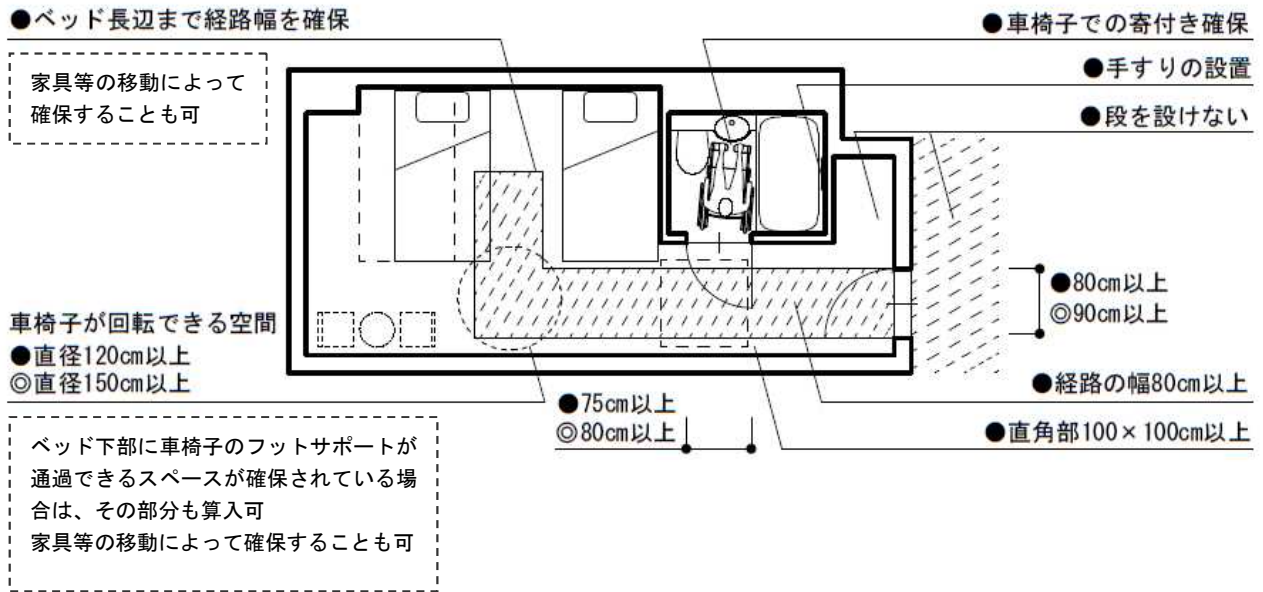 ●ベッド長辺まで経路幅を確保
家具等の移動によって
確保することも可
●車椅子での寄付き確保
●手すりの設置
●段を設けない
●80cm以上
◎90cm以上
車椅子が回転できる空間
●直径120cm以上
◎直径150cm以上
●経路の幅80cm以上
●75cm以上
◎80cm以上
●直角部100×100cm以上
ベッド下部に車椅子のフットサポートが
通過できるスペースが確保されている場
合は、その部分も算入可
家具等の移動によって確保することも可